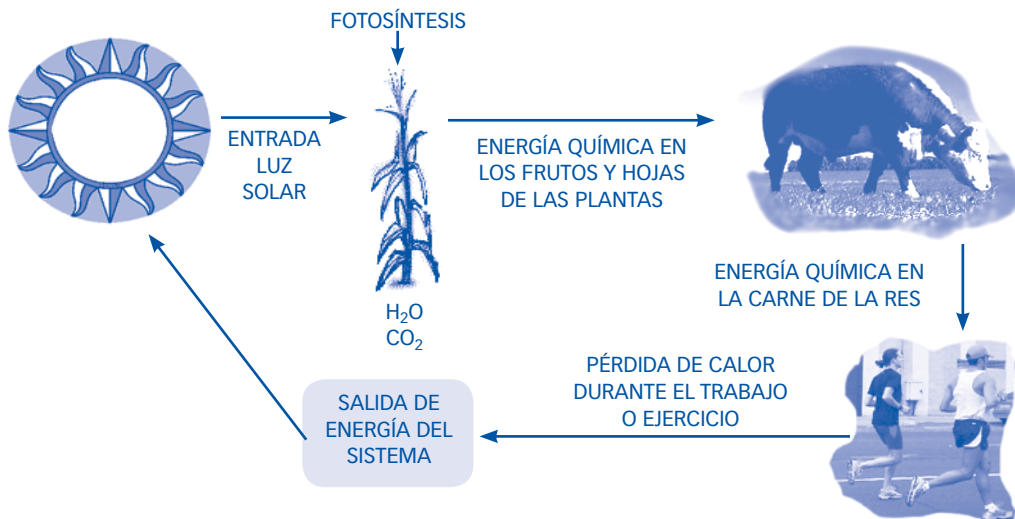 FOTOSÍNTESIS
ENTRADA
LUZ
SOLAR
ENERGÍA QUÍMICA EN
LOS FRUTOS Y HOJAS
DE LAS PLANTAS
H₂O
CO₂
ENERGÍA QUÍMICA EN
LA CARNE DE LA RES
PÉRDIDA DE CALOR
DURANTE EL TRABAJO
O EJERCICIO
SALIDA DE
ENERGÍA DEL
SISTEMA